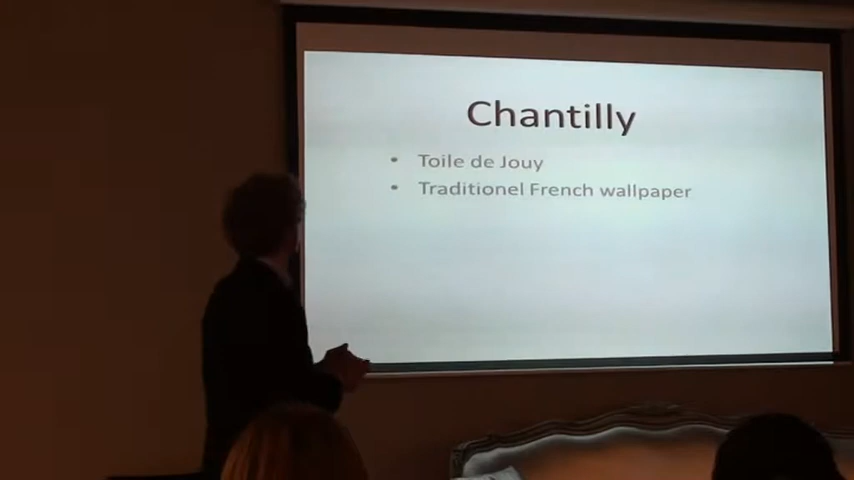 Chantilly
• Toile de Jouy
• Traditionel French wallpaper